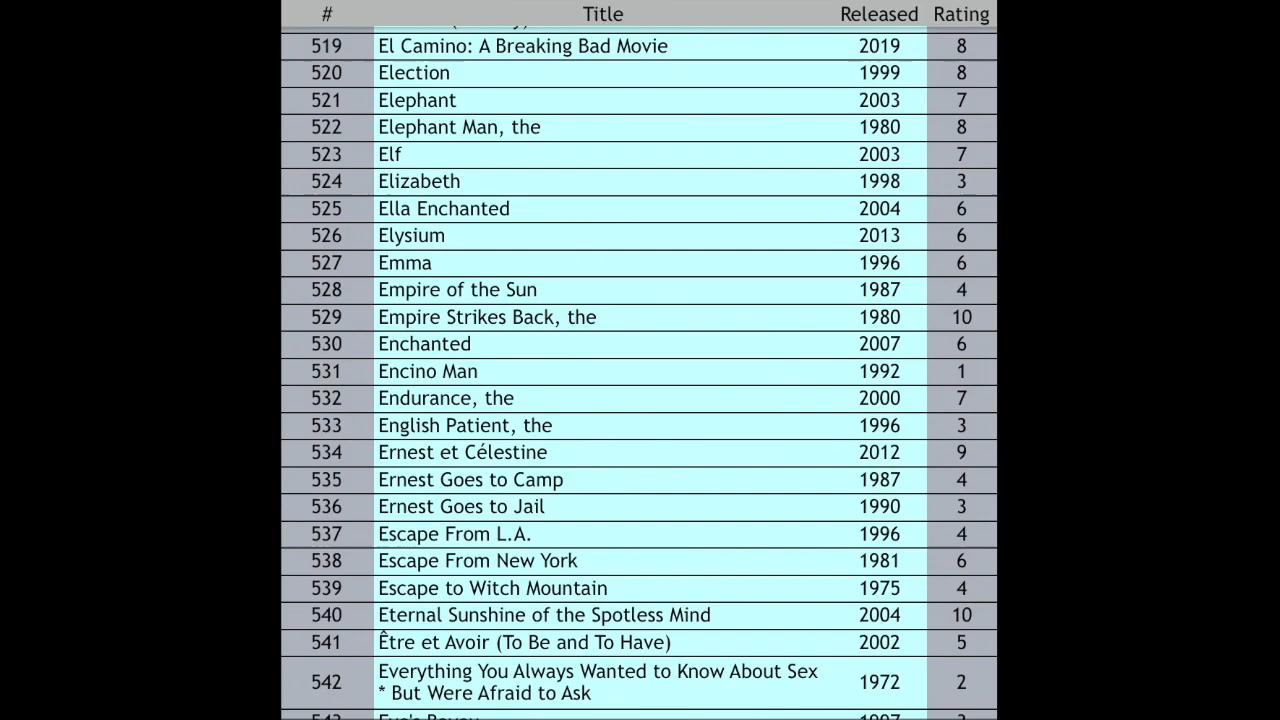 # Title Released Rating
519 El Camino: A Breaking Bad Movie 2019 8
520 Election 1999 8
521 Elephant 2003 7
522 Elephant Man, the 1980 8
523 Elf 2003 7
524 Elizabeth 1998 3
525 Ella Enchanted 2004 6
526 Elysium 2013 6
527 Emma 1996 6
528 Empire of the Sun 1987 4
529 Empire Strikes Back, the 1980 10
530 Enchanted 2007 6
531 Encino Man 1992 1
532 Endurance, the 2000 7
533 English Patient, the 1996 3
534 Ernest et Célestine 2012 9
535 Ernest Goes to Camp 1987 4
536 Ernest Goes to Jail 1990 3
537 Escape From L.A. 1996 4
538 Escape From New York 1981 6
539 Escape to Witch Mountain 1975 4
540 Eternal Sunshine of the Spotless Mind 2004 10
541 Être et Avoir (To Be and To Have) 2002 5
542 Everything You Always Wanted to Know About Sex
* But Were Afraid to Ask 1972 2